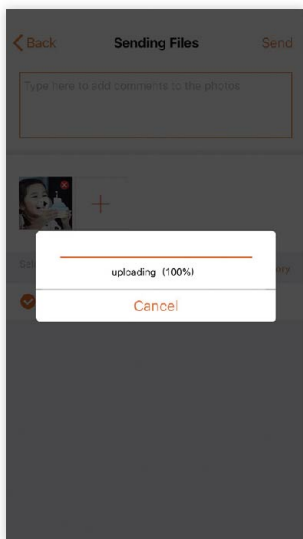 Back Sending Files Send
Type here to add comments to the photos
uploading (100%)
Cancel